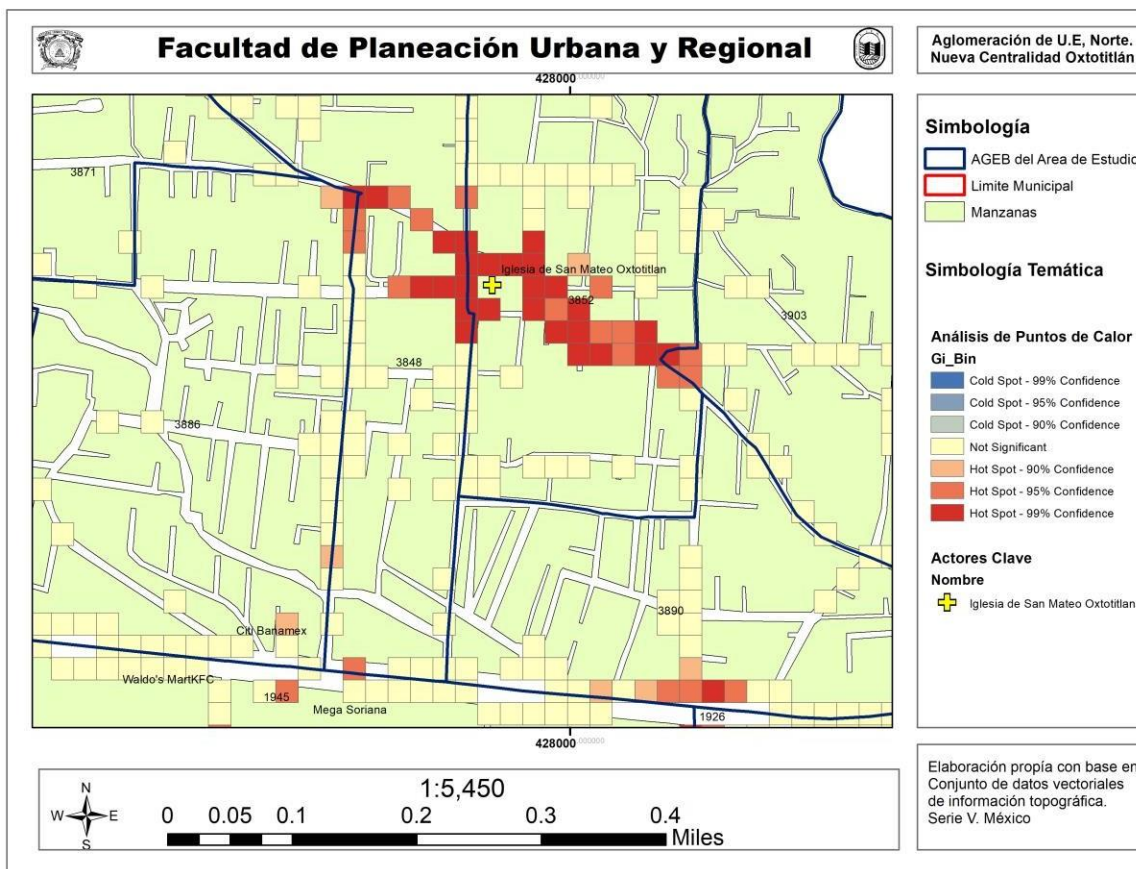 Facultad de Planeación Urbana y Regional
Aglomeración de U.E, Norte.
Nueva Centralidad Oxtotitlán
428000
3871
Iglesia de San Mateo Oxtotitlan
3852
3903
3848
3886
3890
Citi Banamex
Waldo's MartKFC
1945
Mega Soriana
1926
428000
Simbología
AGEB del Area de Estudio
Limite Municipal
Manzanas
Simbología Temática
Análisis de Puntos de Calor
Gi_Bin
Cold Spot - 99% Confidence
Cold Spot - 95% Confidence
Cold Spot - 90% Confidence
Not Significant
Hot Spot - 90% Confidence
Hot Spot - 95% Confidence
Hot Spot - 99% Confidence
Actores Clave
Nombre
Iglesia de San Mateo Oxtotitlan
N
W E
S
1:5,450
0 0.05 0.1 0.2 0.3 0.4
Miles
Elaboración propía con base en
Conjunto de datos vectoriales
de información topográfica.
Serie V. México